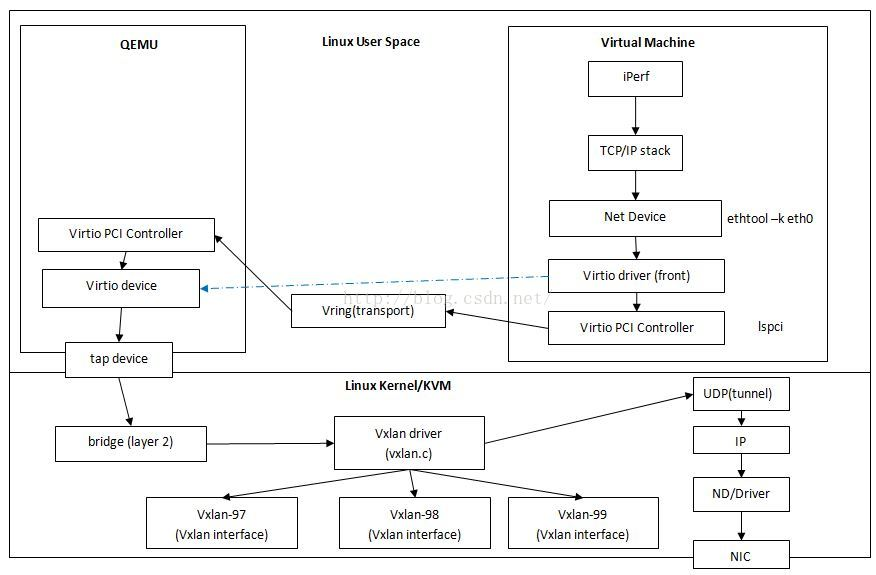 QEMU
Linux User Space
Virtual Machine
iPerf
TCP/IP stack
Net Device
ethtool –k eth0
Virtio PCI Controller
Virtio device
Virtio driver (front)
http://blog.csdn.net/
Vring(transport)
Virtio PCI Controller
lspci
tap device
Linux Kernel/KVM
UDP(tunnel)
bridge (layer 2)
Vxlan driver
(vxlan.c)
IP
ND/Driver
Vxlan-97
(Vxlan interface)
Vxlan-98
(Vxlan interface)
Vxlan-99
(Vxlan interface)
NIC